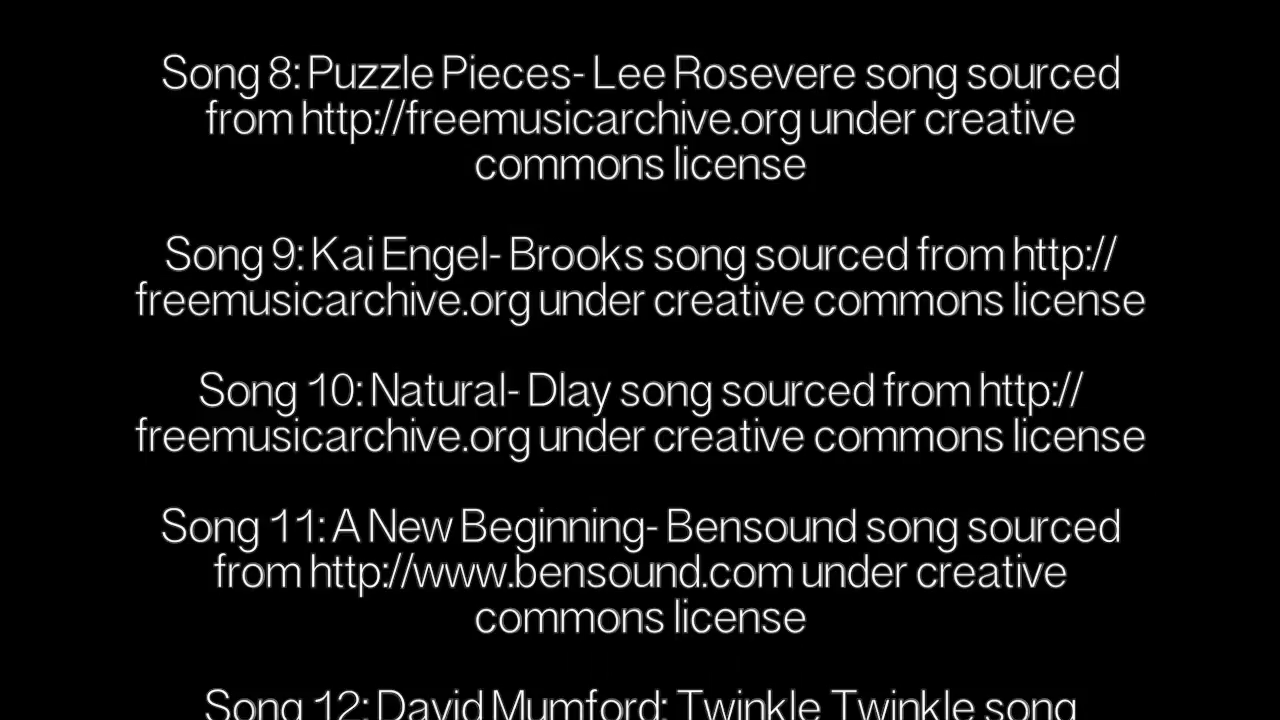 Song 8: Puzzle Pieces- Lee Rosevere song sourced
from http://freemusicarchive.org under creative
commons license
Song 9: Kai Engel- Brooks song sourced from http://
freemusicarchive.org under creative commons license
Song 10: Natural- Dlay song sourced from http://
freemusicarchive.org under creative commons license
Song 11: A New Beginning- Bensound song sourced
from http://www.bensound.com under creative
commons license
Song 12: David Mumford: Twinkle Twinkle song